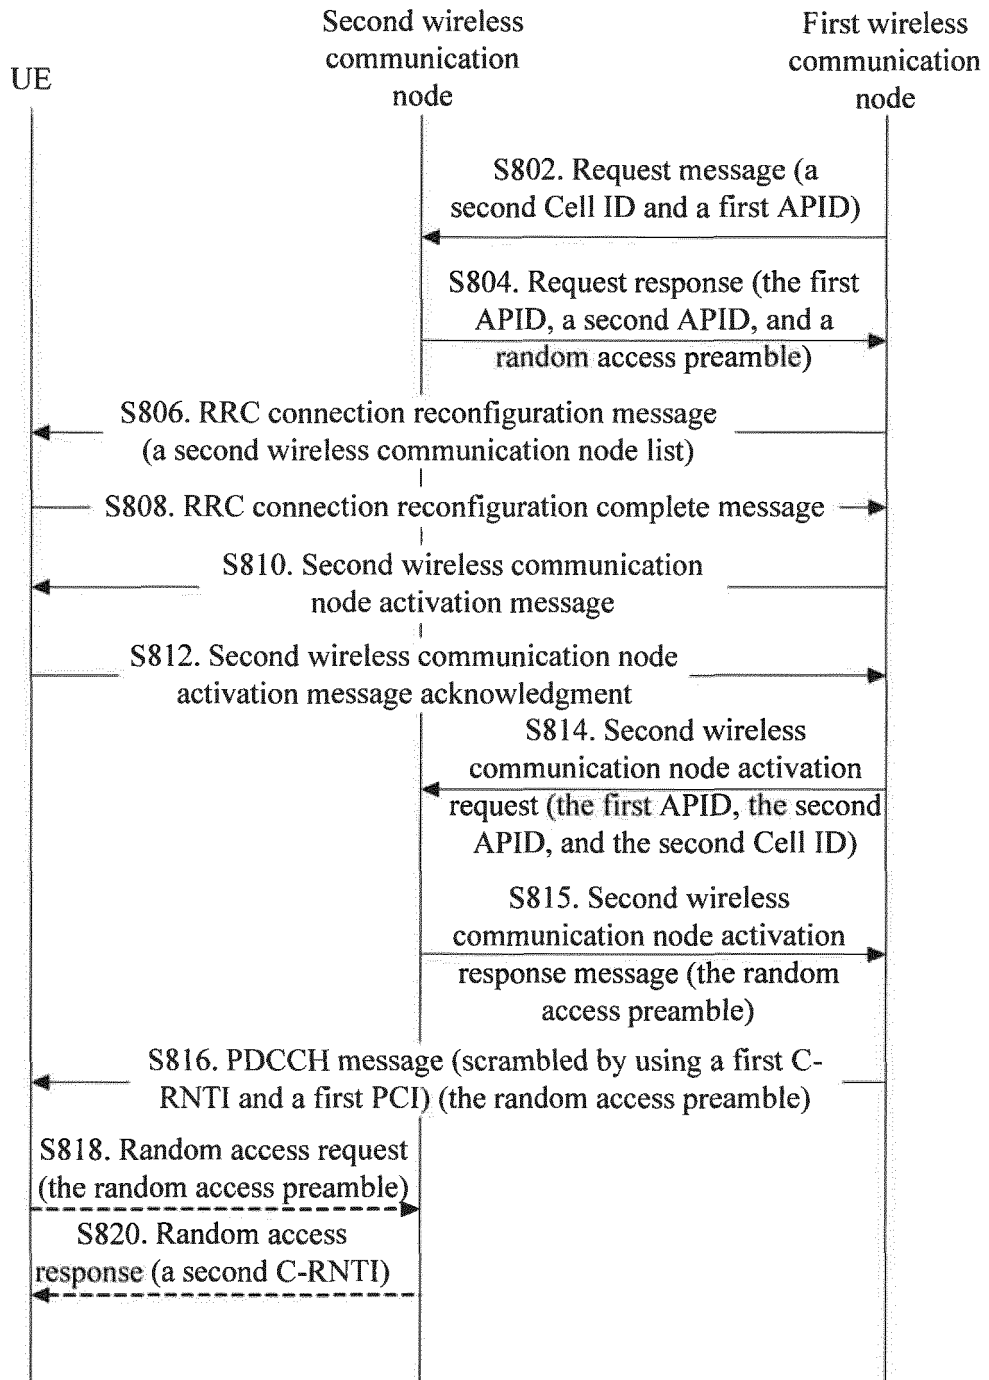 UE
Second wireless
communication
node
First wireless
communication
node
S802. Request message (a
second Cell ID and a first APID)
S804. Request response (the first
APID, a second APID, and a
random access preamble)
S806. RRC connection reconfiguration message
(a second wireless communication node list)
S808. RRC connection reconfiguration complete message
S810. Second wireless communication
node activation message
S812. Second wireless communication node
activation message acknowledgment
S814. Second wireless
communication node activation
request (the first APID, the second
APID, and the second Cell ID)
S815. Second wireless
communication node activation
response message (the random
access preamble)
S816. PDCCH message (scrambled by using a first C-
RNTI and a first PCI) (the random access preamble)
S818. Random access request
(the random access preamble)
S820. Random access
response (a second C-RNTI)